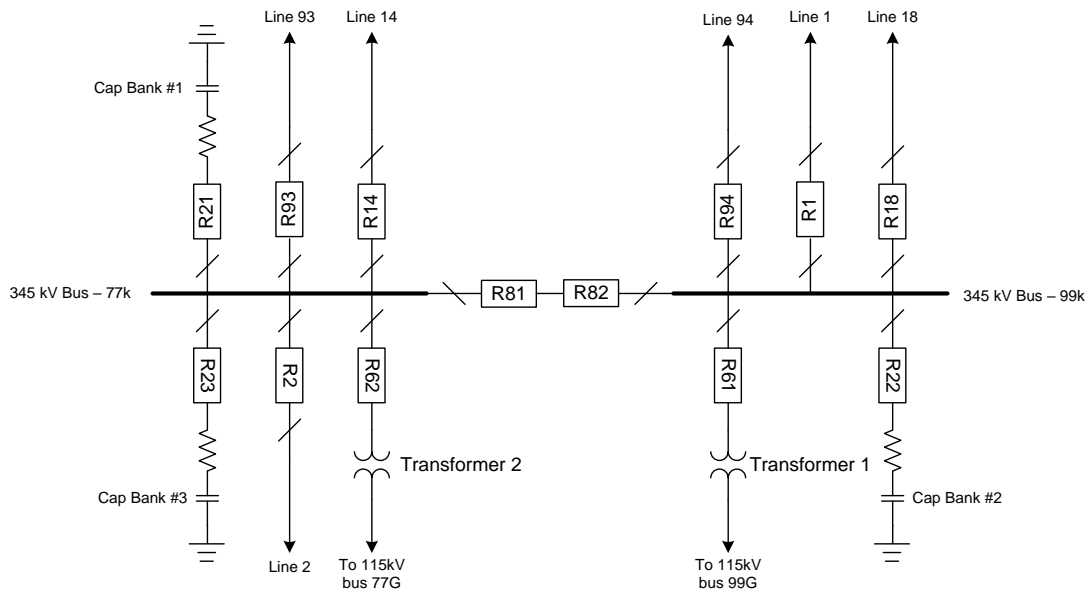 Line 93
Line 14
Line 94
Line 1
Line 18
Cap Bank #1
R21
R93
R14
R94
R1
R18
345 kV Bus – 77k
R81
R82
345 kV Bus – 99k
R23
R2
R62
R61
R22
Transformer 2
Transformer 1
Cap Bank #3
Cap Bank #2
Line 2
To 115kV
bus 77G
To 115kV
bus 99G